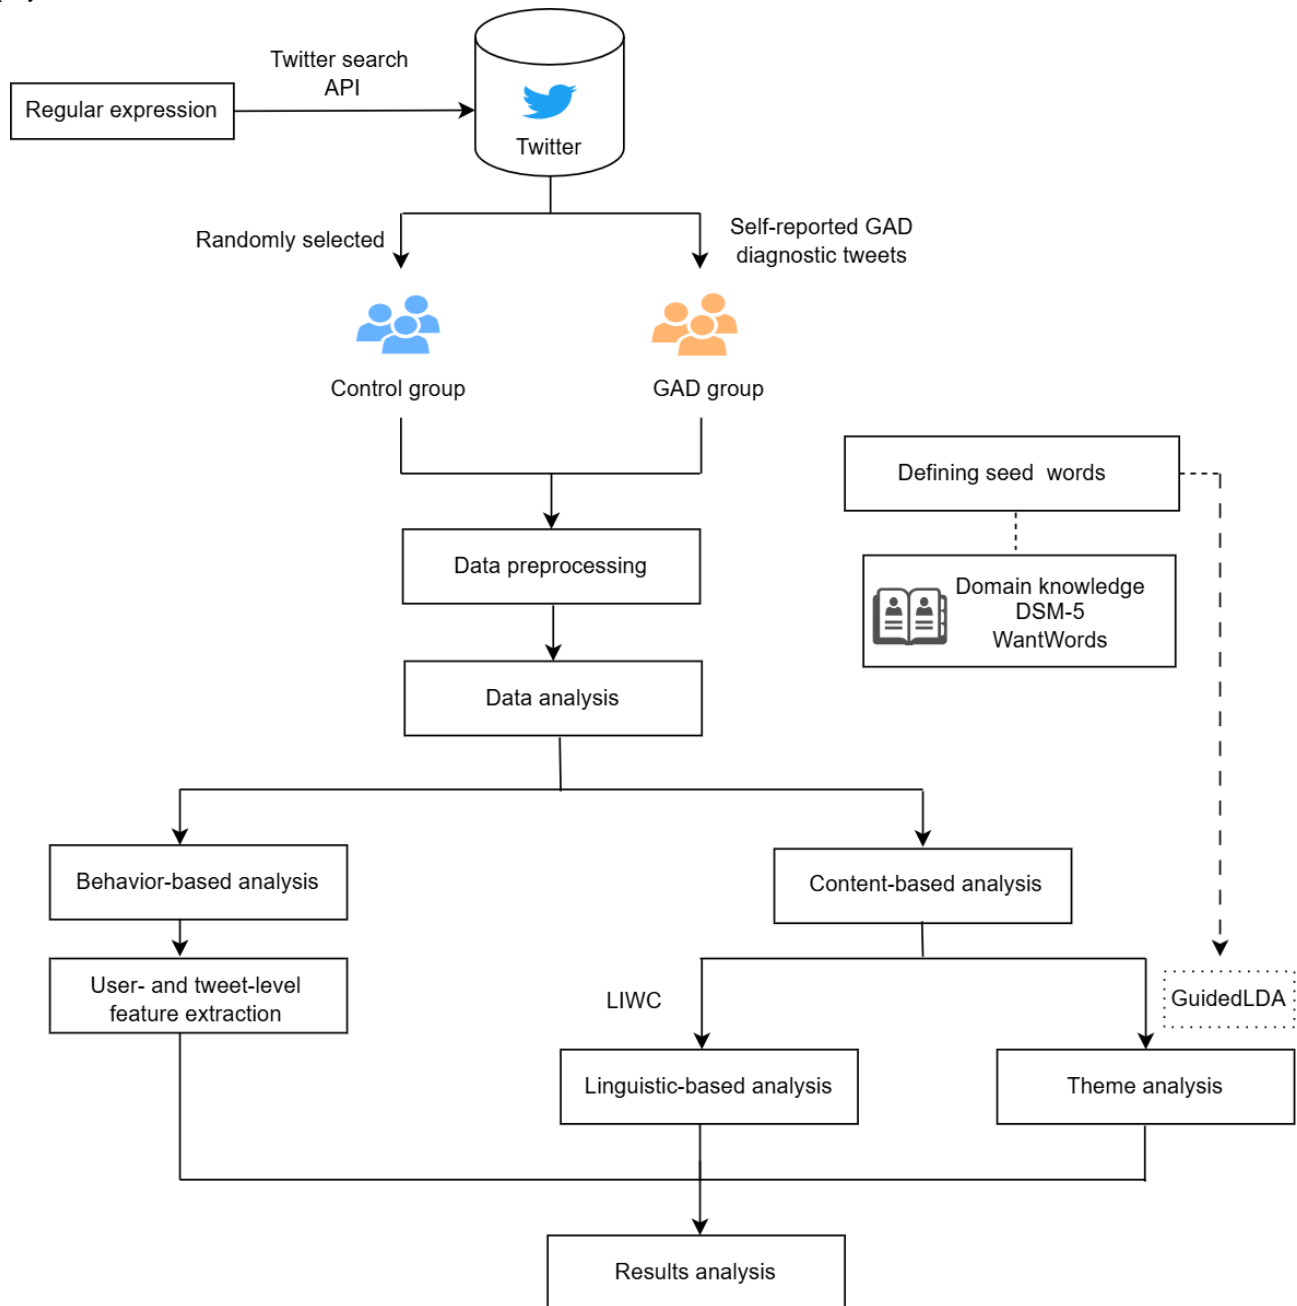 Twitter search
API
Regular expression
Twitter
Randomly selected
Self-reported GAD
diagnostic tweets
Control group
GAD group
Defining seed words
Data preprocessing
Domain knowledge
DSM-5
WantWords
Data analysis
Behavior-based analysis
Content-based analysis
User- and tweet-level
feature extraction
LIWC
GuidedLDA
Linguistic-based analysis
Theme analysis
Results analysis